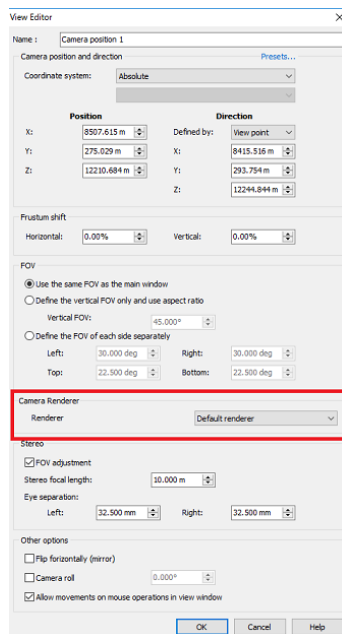 View Editor
Name : Camera position 1
Camera position and direction Presets...
Coordinate system: Absolute
Position Direction
X: 8507.615 m Defined by: View point
Y: 275.029 m X: 8415.516 m
Z: 12210.684 m Y: 293.754 m
Z: 12244.844 m
Frustum shift
Horizontal: 0.00% Vertical: 0.00%
FOV
Use the same FOV as the main window
Define the vertical FOV only and use aspect ratio
Vertical FOV: 45.000°
Define the FOV of each side separately
Left: 30.000 deg Right: 30.000 deg
Top: 22.500 deg Bottom: 22.500 deg
Camera Renderer
Renderer Default renderer
Stereo
FOV adjustment
Stereo focal length: 10.000 m
Eye separation:
Left: 32.500 mm Right: 32.500 mm
Other options
Flip forizontally (mirror)
Camera roll 0.000°
Allow movements on mouse operations in view window
OK Cancel Help